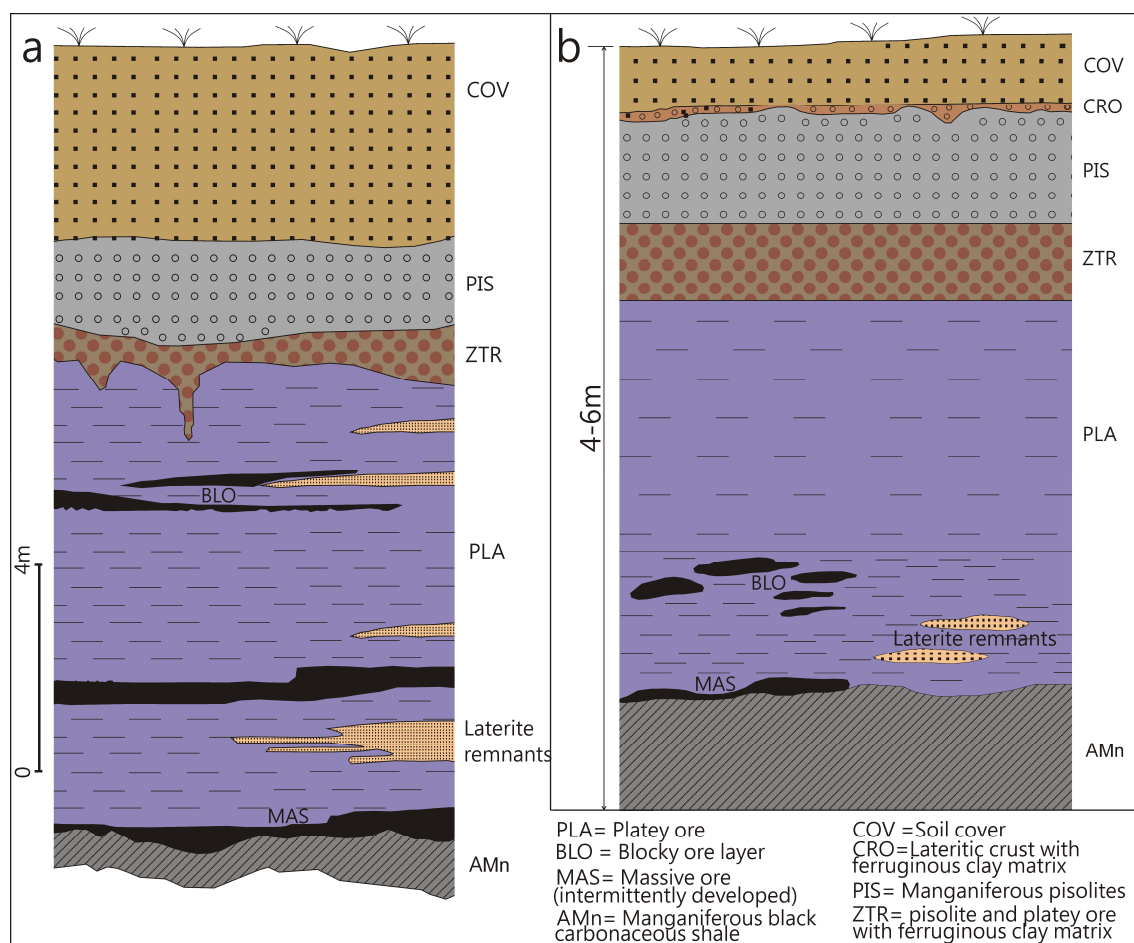 a
COV
PIS
ZTR
BLO
PLA
4m
0
Laterite
remnants
MAS
AMn
b
COV
CRO
PIS
ZTR
4-6m
PLA
BLO
Laterite remnants
MAS
AMn
PLA= Platey ore
BLO = Blocky ore layer
MAS= Massive ore
(intermittently developed)
AMn= Manganiferous black
carbonaceous shale
COV =Soil cover
CRO=Lateritic crust with
ferruginous clay matrix
PIS= Manganiferous pisolites
ZTR= pisolite and platey ore
with ferruginous clay matrix